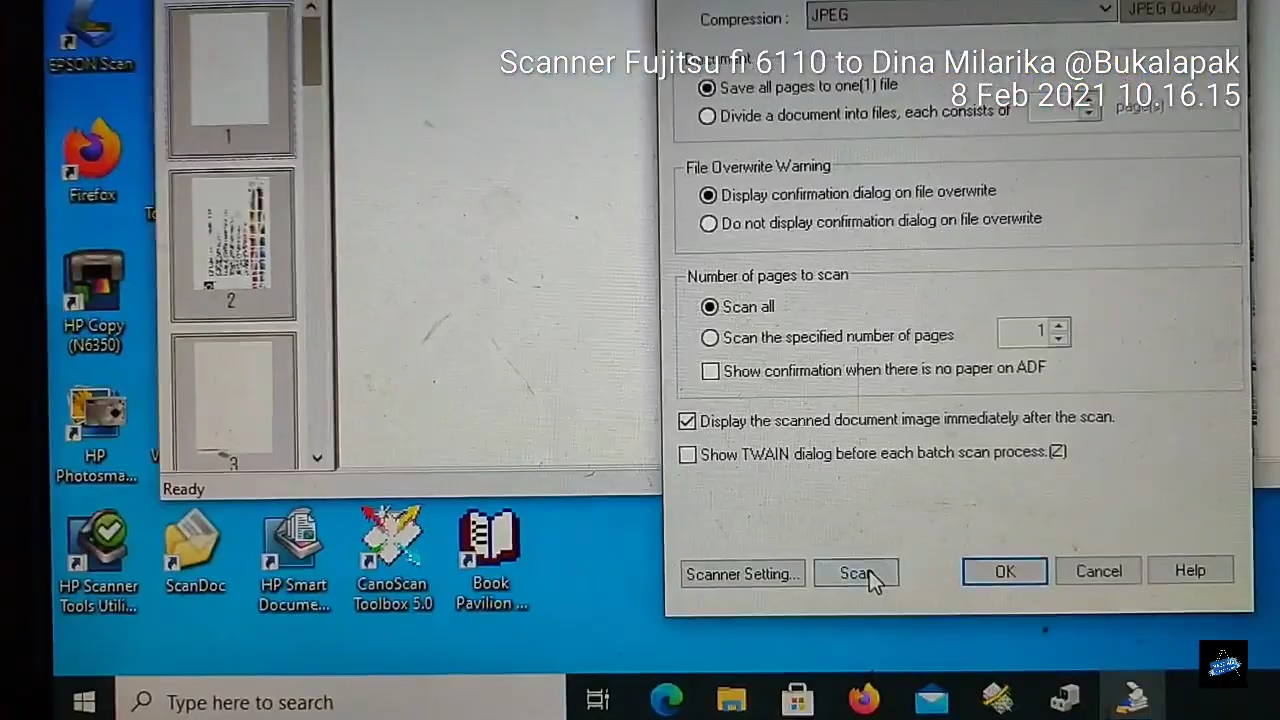 Scanner Fujitsu fi 6110 to Dina Milarika @Bukalapak
8 Feb 2021 10.16.15
Compression :
JPEG
JPEG Quality...
Document
Save all pages to one(1) file
Divide a document into files, each consists of
page(s)
File Overwrite Warning
Display confirmation dialog on file overwrite
Do not display confirmation dialog on file overwrite
Number of pages to scan
Scan all
Scan the specified number of pages
1
Show confirmation when there is no paper on ADF
Display the scanned document image immediately after the scan.
Show TWAIN dialog before each batch scan process.(Z)
Scanner Setting...
Scan
OK
Cancel
Help
1
2
3
Ready
EPSON Scan
Firefox
HP Copy
(N6350)
HP
Photosma...
HP Scanner
Tools Utili...
ScanDoc
HP Smart
Docume...
CanoScan
Toolbox 5.0
Book
Pavilion ...
Type here to search